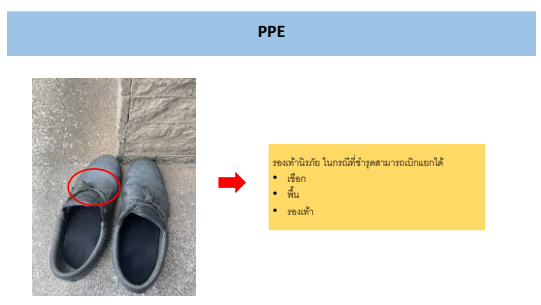 PPE
รองเท้านิรภัย ในกรณีที่ชำรุดสามารถเบิกแยกได้
• เชือก
• พื้น
• รองเท้า